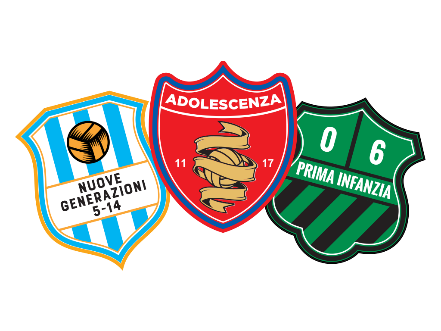 NUOVE
GENERAZIONI
5-14
ADOLESCENZA
11 17
0 6
PRIMA INFANZIA